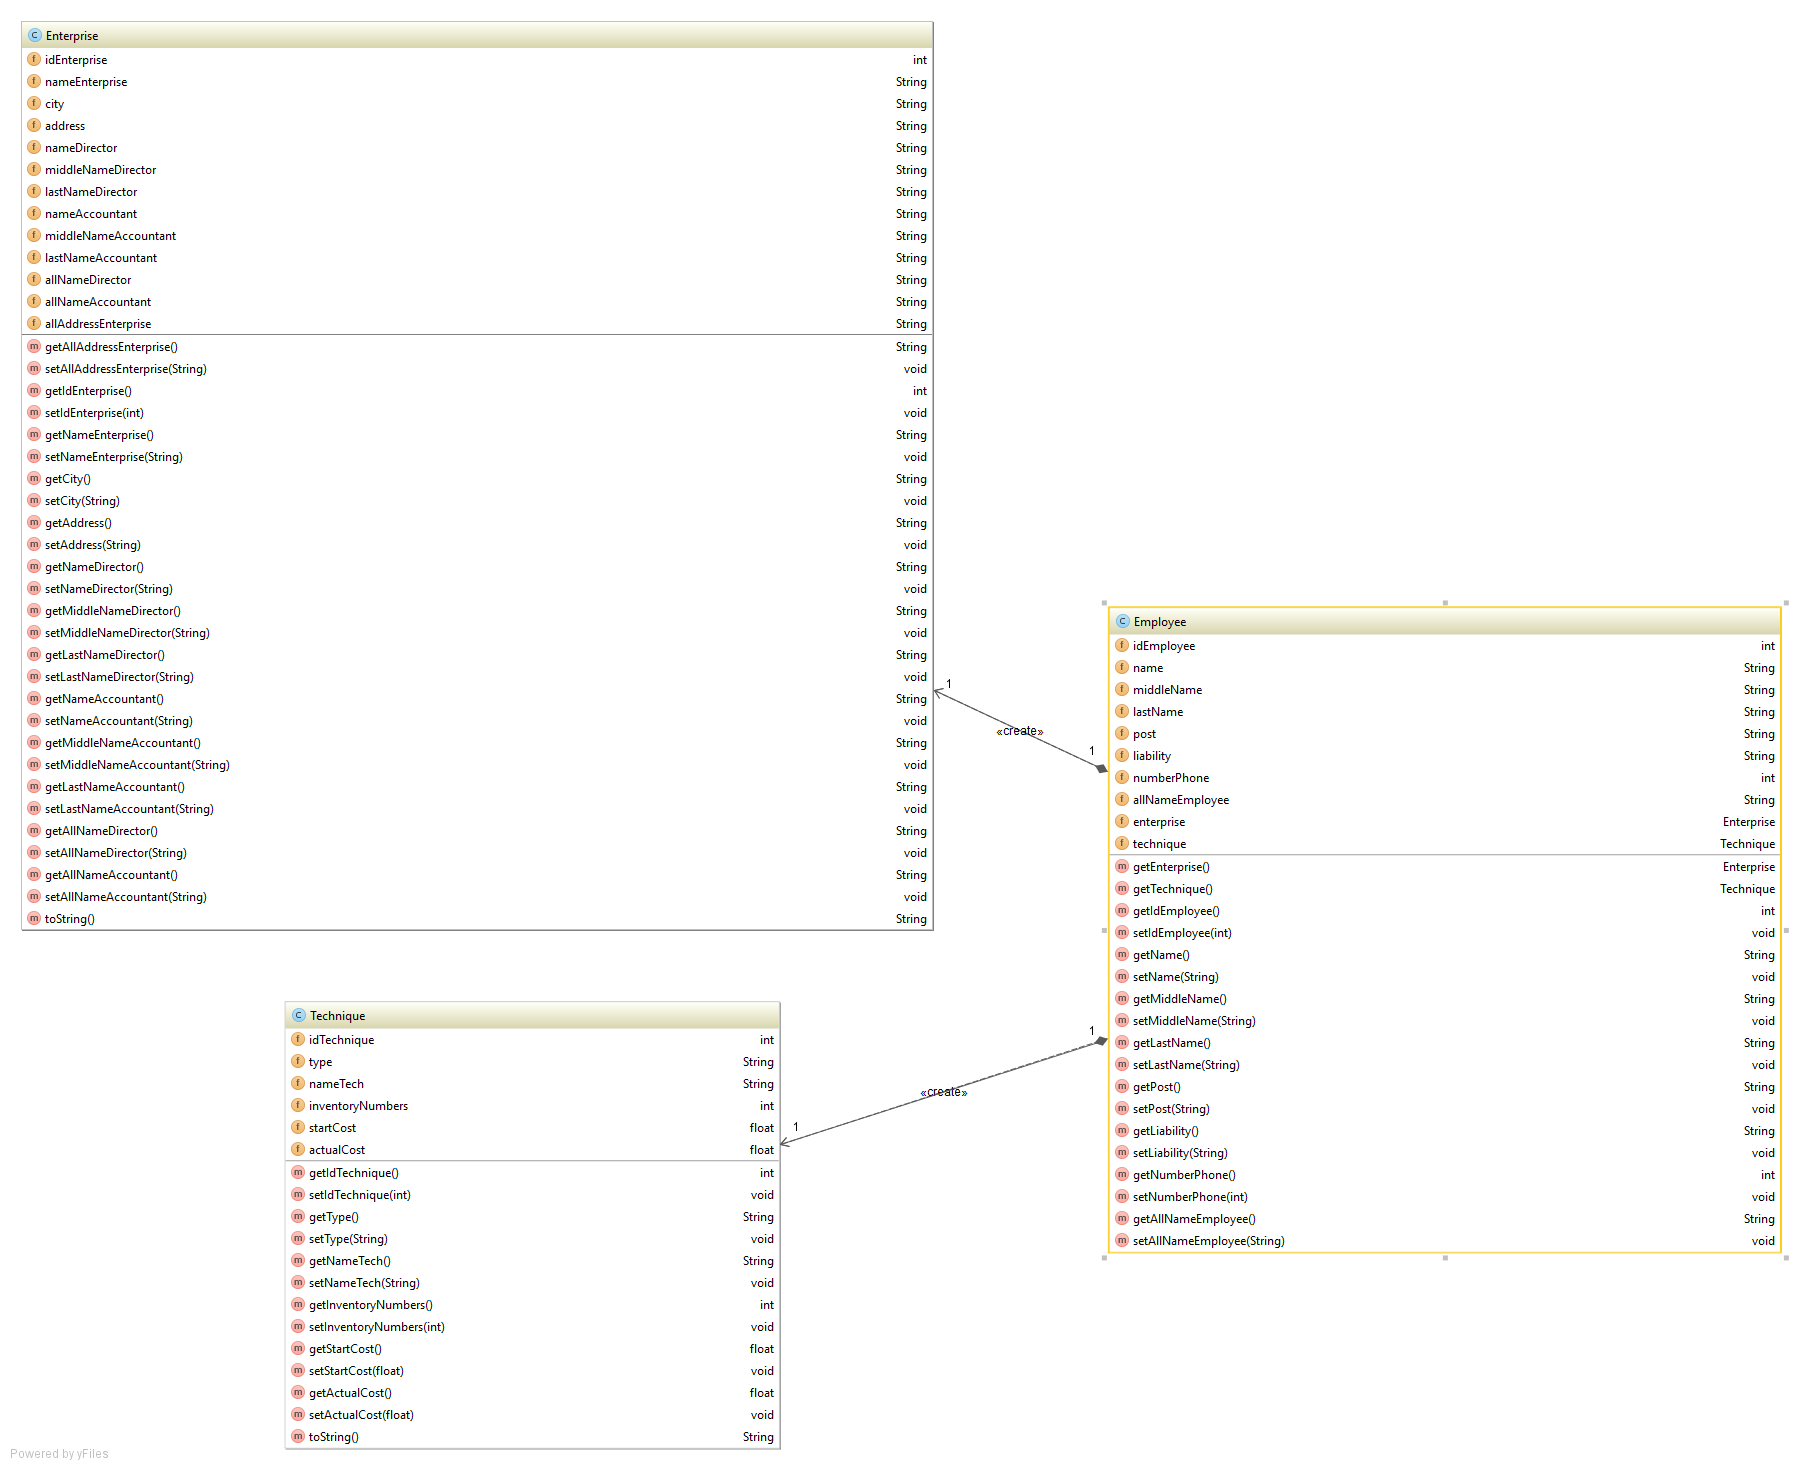 Enterprise
idEnterprise int
nameEnterprise String
city String
address String
nameDirector String
middleNameDirector String
lastNameDirector String
nameAccountant String
middleNameAccountant String
lastNameAccountant String
allNameDirector String
allNameAccountant String
allAddressEnterprise String
getAllAddressEnterprise() String
setAllAddressEnterprise(String) void
getIdEnterprise() int
setIdEnterprise(int) void
getNameEnterprise() String
setNameEnterprise(String) void
getCity() String
setCity(String) void
getAddress() String
setAddress(String) void
getNameDirector() String
setNameDirector(String) void
getMiddleNameDirector() String
setMiddleNameDirector(String) void
getLastNameDirector() String
setLastNameDirector(String) void
getNameAccountant() String
setNameAccountant(String) void
getMiddleNameAccountant() String
setMiddleNameAccountant(String) void
getLastNameAccountant() String
setLastNameAccountant(String) void
getAllNameDirector() String
setAllNameDirector(String) void
getAllNameAccountant() String
setAllNameAccountant(String) void
toString() String
1
«create»
1
Employee
idEmployee int
name String
middleName String
lastName String
post String
liability String
numberPhone int
allNameEmployee String
enterprise Enterprise
technique Technique
getEnterprise() Enterprise
getTechnique() Technique
getIdEmployee() int
setIdEmployee(int) void
getName() String
setName(String) void
getMiddleName() String
setMiddleName(String) void
getLastName() String
setLastName(String) void
getPost() String
setPost(String) void
getLiability() String
setLiability(String) void
getNumberPhone() int
setNumberPhone(int) void
getAllNameEmployee() String
setAllNameEmployee(String) void
1
«create»
1
Technique
idTechnique int
type String
nameTech String
inventoryNumbers int
startCost float
actualCost float
getIdTechnique() int
setIdTechnique(int) void
getType() String
setType(String) void
getNameTech() String
setNameTech(String) void
getInventoryNumbers() int
setInventoryNumbers(int) void
getStartCost() float
setStartCost(float) void
getActualCost() float
setActualCost(float) void
toString() String
Powered by yFiles